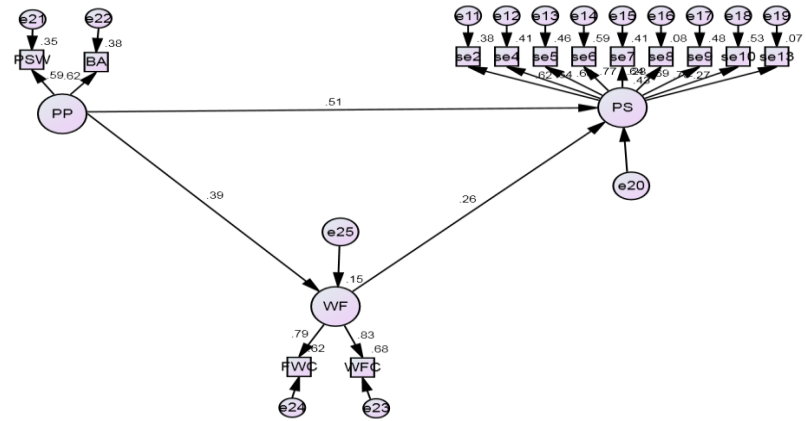 e21 e22 e11 e12 e13 e14 e15 e16 e17 e18 e19
.35 .38 .38 .41 .46 .59 .41 .08 .48 .53 .07
PSW BA se2 se4 se5 se6 se7 se8 se9 se10 se13
.59 .62 .62 .77 .27
PP PS
.51
.39 .26
e20
e25
.15
WF
.79 .83
.62 .68
FWC WFC
e24 e23